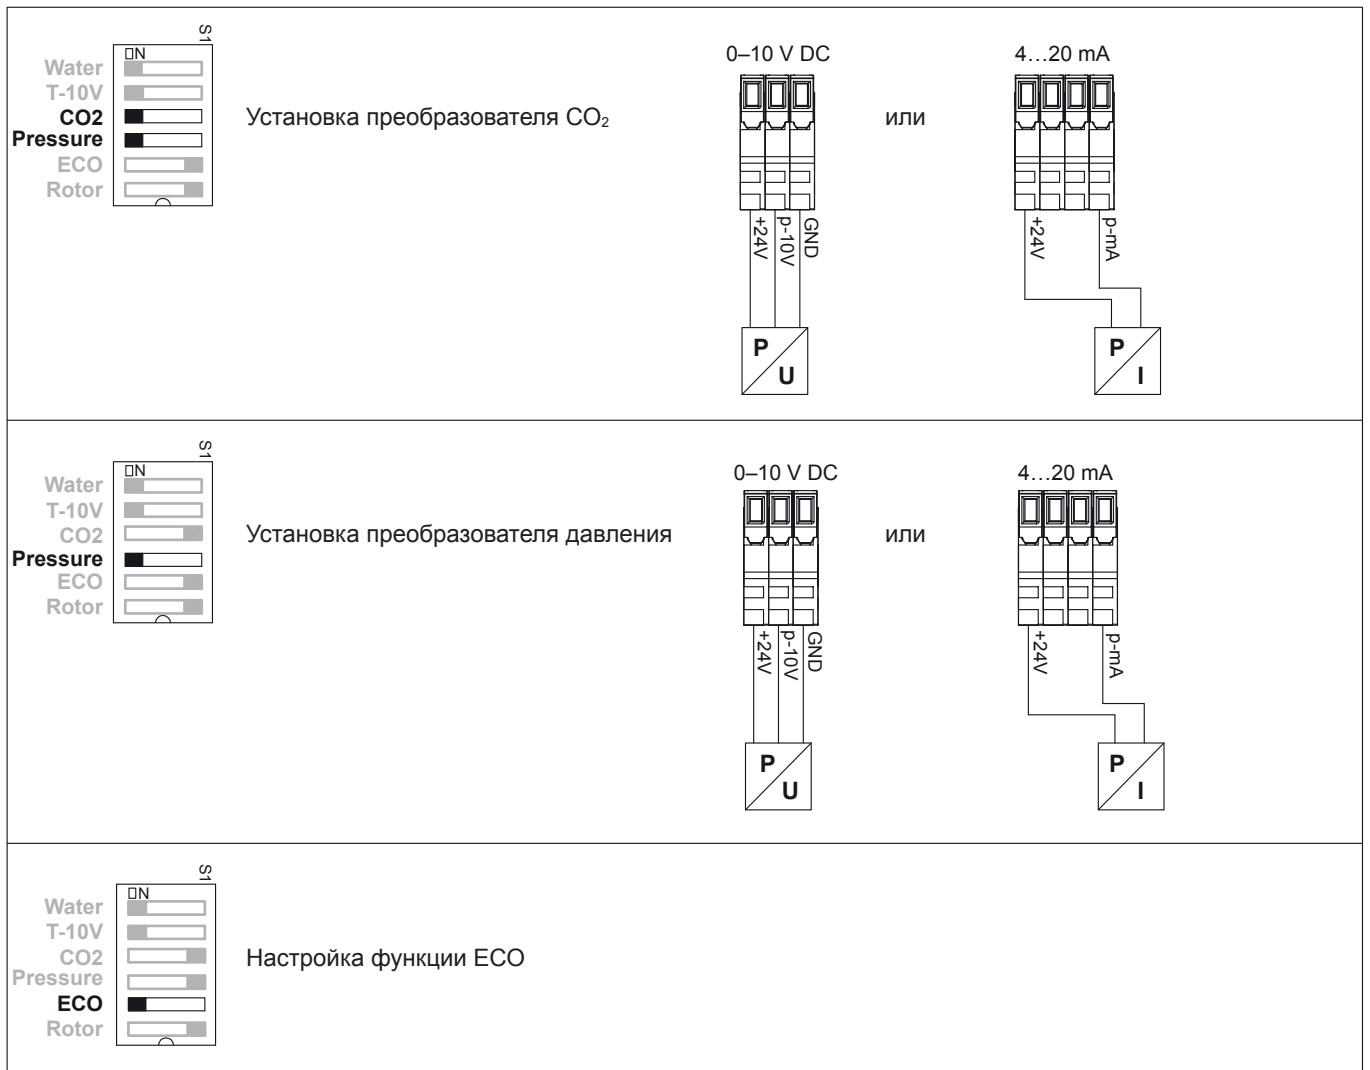 S1
ON
Water
T-10V
CO2
Pressure
ECO
Rotor
Установка преобразователя CO₂
0–10 V DC
+24V
p-10V
GND
P
U
или
4…20 mA
+24V
p-mA
P
I
S1
ON
Water
T-10V
CO2
Pressure
ECO
Rotor
Установка преобразователя давления
0–10 V DC
+24V
p-10V
GND
P
U
или
4…20 mA
+24V
p-mA
P
I
S1
ON
Water
T-10V
CO2
Pressure
ECO
Rotor
Настройка функции ECO